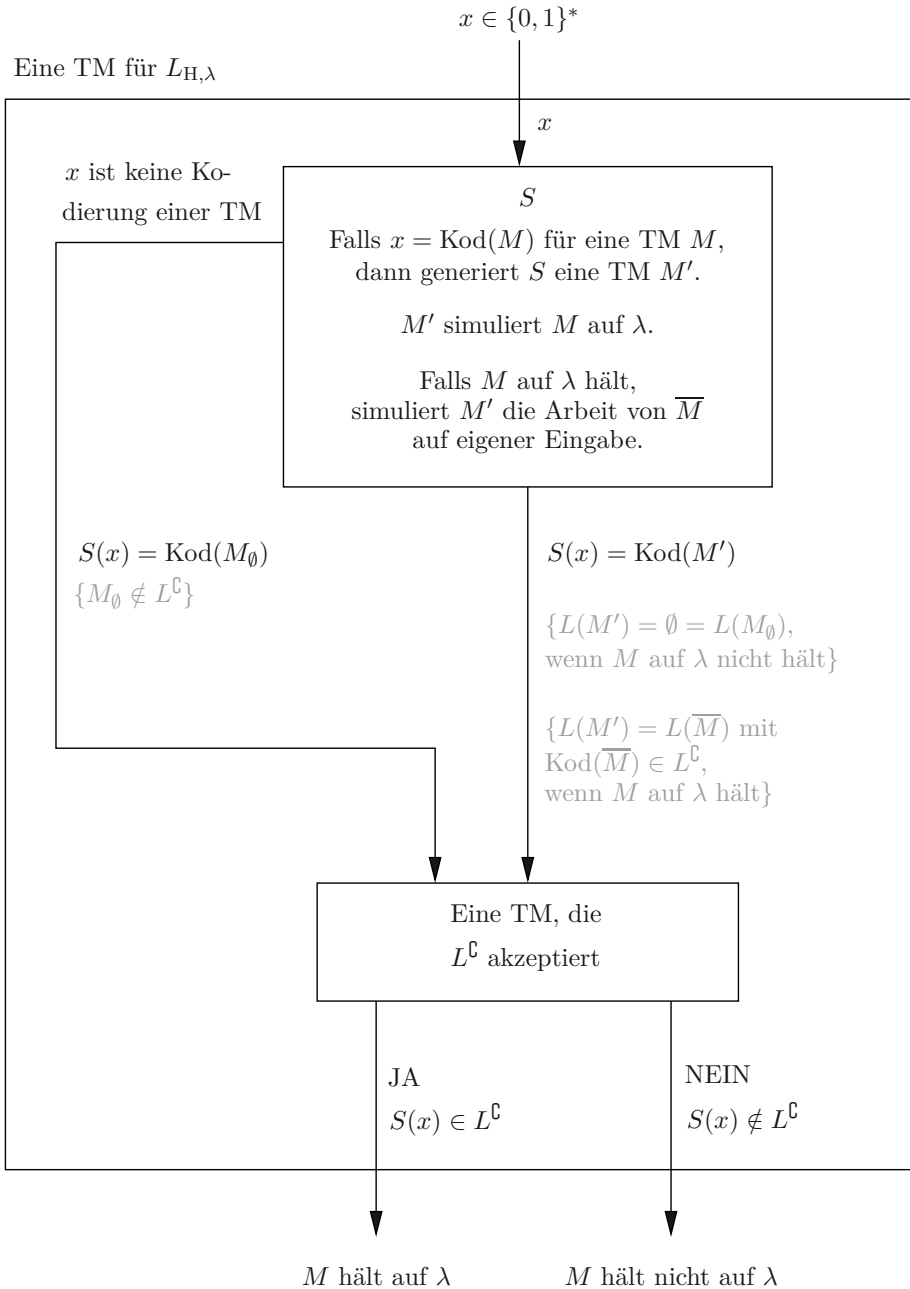 x ∈ {0, 1}*
Eine TM für L_{H,λ}
x
x ist keine Ko-
dierung einer TM
S
Falls x = Kod(M) für eine TM M,
dann generiert S eine TM M′.
M′ simuliert M auf λ.
Falls M auf λ hält,
simuliert M′ die Arbeit von M̅
auf eigener Eingabe.
S(x) = Kod(M_∅)
{M_∅ ∉ L^∁}
S(x) = Kod(M′)
{L(M′) = ∅ = L(M_∅),
wenn M auf λ nicht hält}
{L(M′) = L(M̅) mit
Kod(M̅) ∈ L^∁,
wenn M auf λ hält}
Eine TM, die
L^∁ akzeptiert
JA
S(x) ∈ L^∁
NEIN
S(x) ∉ L^∁
M hält auf λ
M hält nicht auf λ